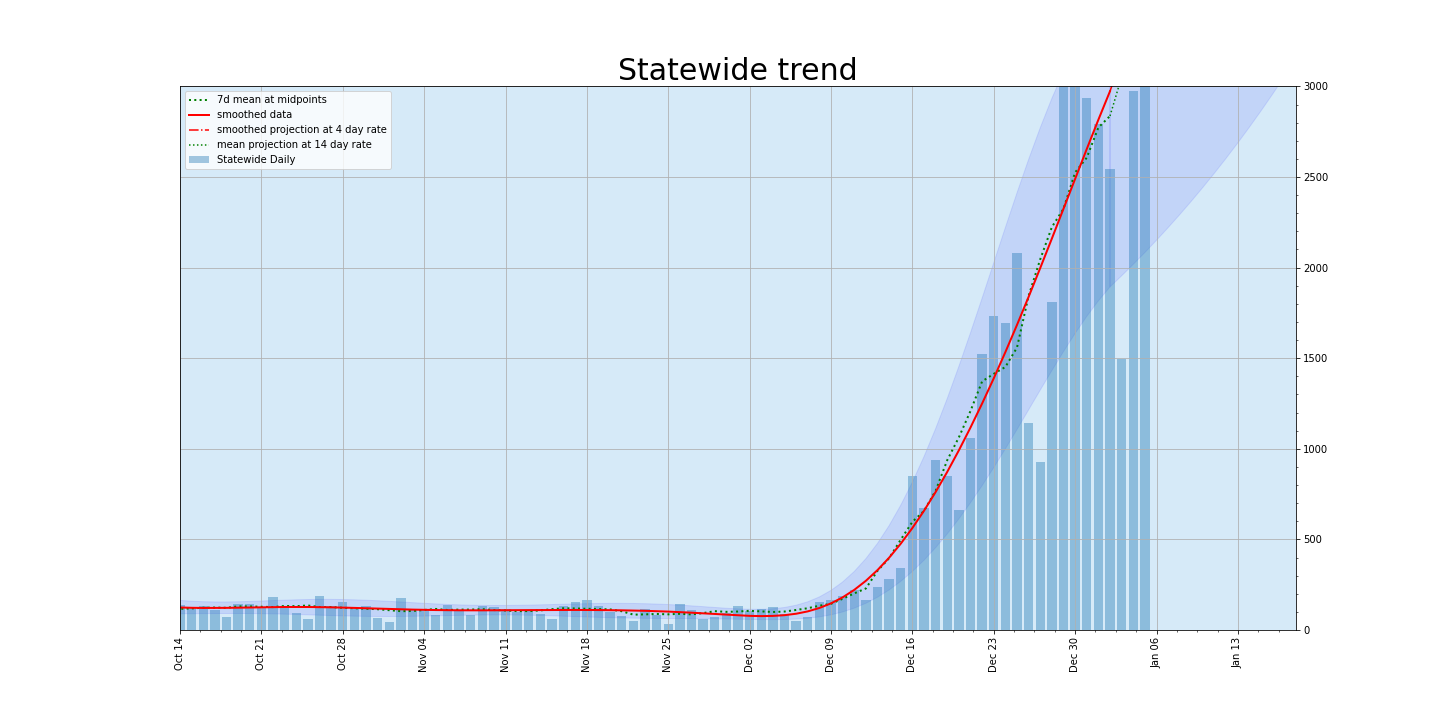 Statewide trend
7d mean at midpoints
smoothed data
smoothed projection at 4 day rate
mean projection at 14 day rate
Statewide Daily
3000
2500
2000
1500
1000
500
0
Oct 14
Oct 21
Oct 28
Nov 04
Nov 11
Nov 18
Nov 25
Dec 02
Dec 09
Dec 16
Dec 23
Dec 30
Jan 06
Jan 13